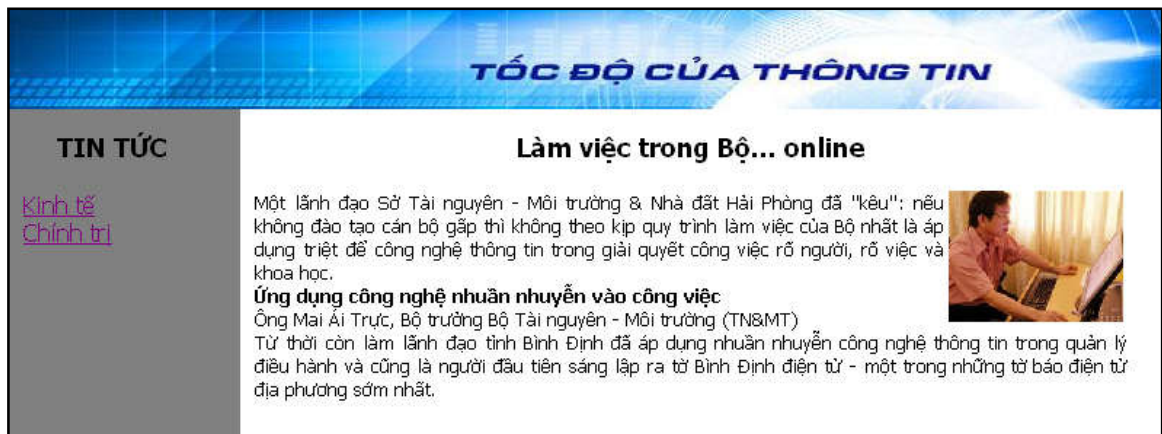 TỐC ĐỘ CỦA THÔNG TIN
TIN TỨC
Kinh tế
Chính trị
Làm việc trong Bộ... online
Một lãnh đạo Sở Tài nguyên - Môi trường & Nhà đất Hải Phòng đã "kêu": nếu
không đào tạo cán bộ gấp thì không theo kịp quy trình làm việc của Bộ nhất là áp
dụng triệt để công nghệ thông tin trong giải quyết công việc rõ người, rõ việc và
khoa học.
Ứng dụng công nghệ nhuần nhuyễn vào công việc
Ông Mai Ái Trực, Bộ trưởng Bộ Tài nguyên - Môi trường (TN&MT)
Từ thời còn làm lãnh đạo tỉnh Bình Định đã áp dụng nhuần nhuyễn công nghệ thông tin trong quản lý
điều hành và cũng là người đầu tiên sáng lập ra tờ Bình Định điện tử - một trong những tờ báo điện tử
địa phương sớm nhất.